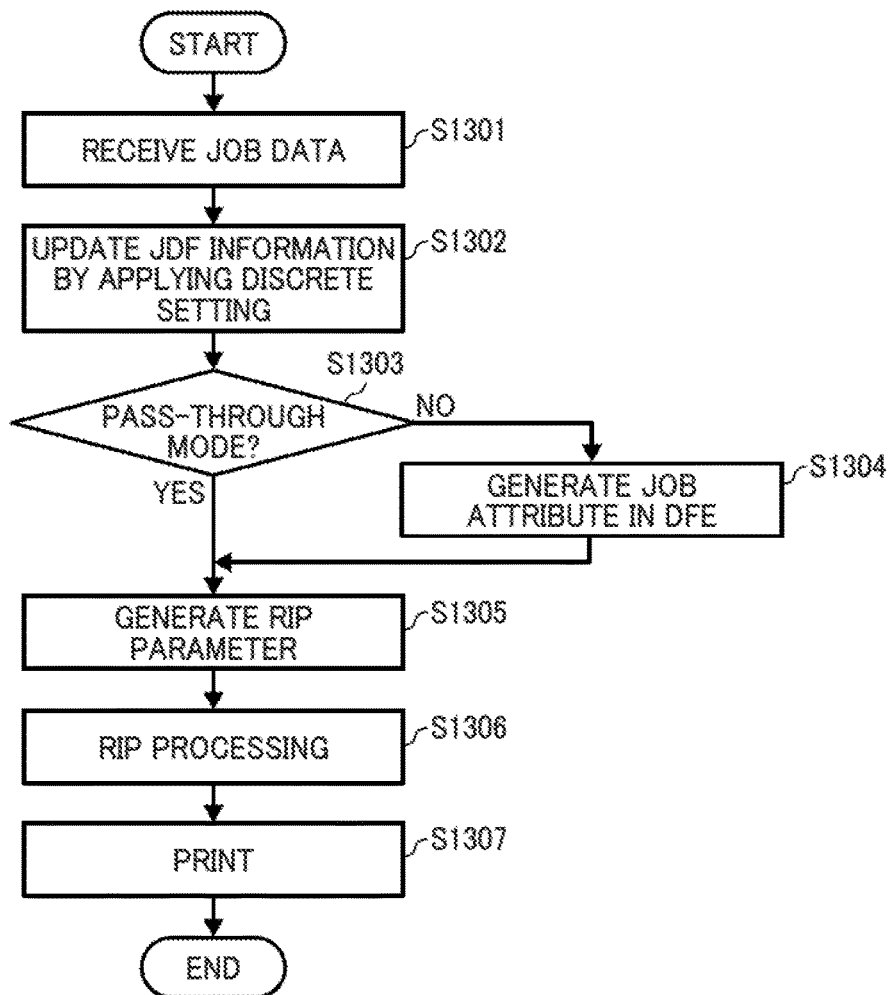 START
RECEIVE JOB DATA
S1301
UPDATE JDF INFORMATION
BY APPLYING DISCRETE
SETTING
S1302
S1303
PASS-THROUGH
MODE?
NO
YES
GENERATE JOB
ATTRIBUTE IN DFE
S1304
GENERATE RIP
PARAMETER
S1305
RIP PROCESSING
S1306
PRINT
S1307
END